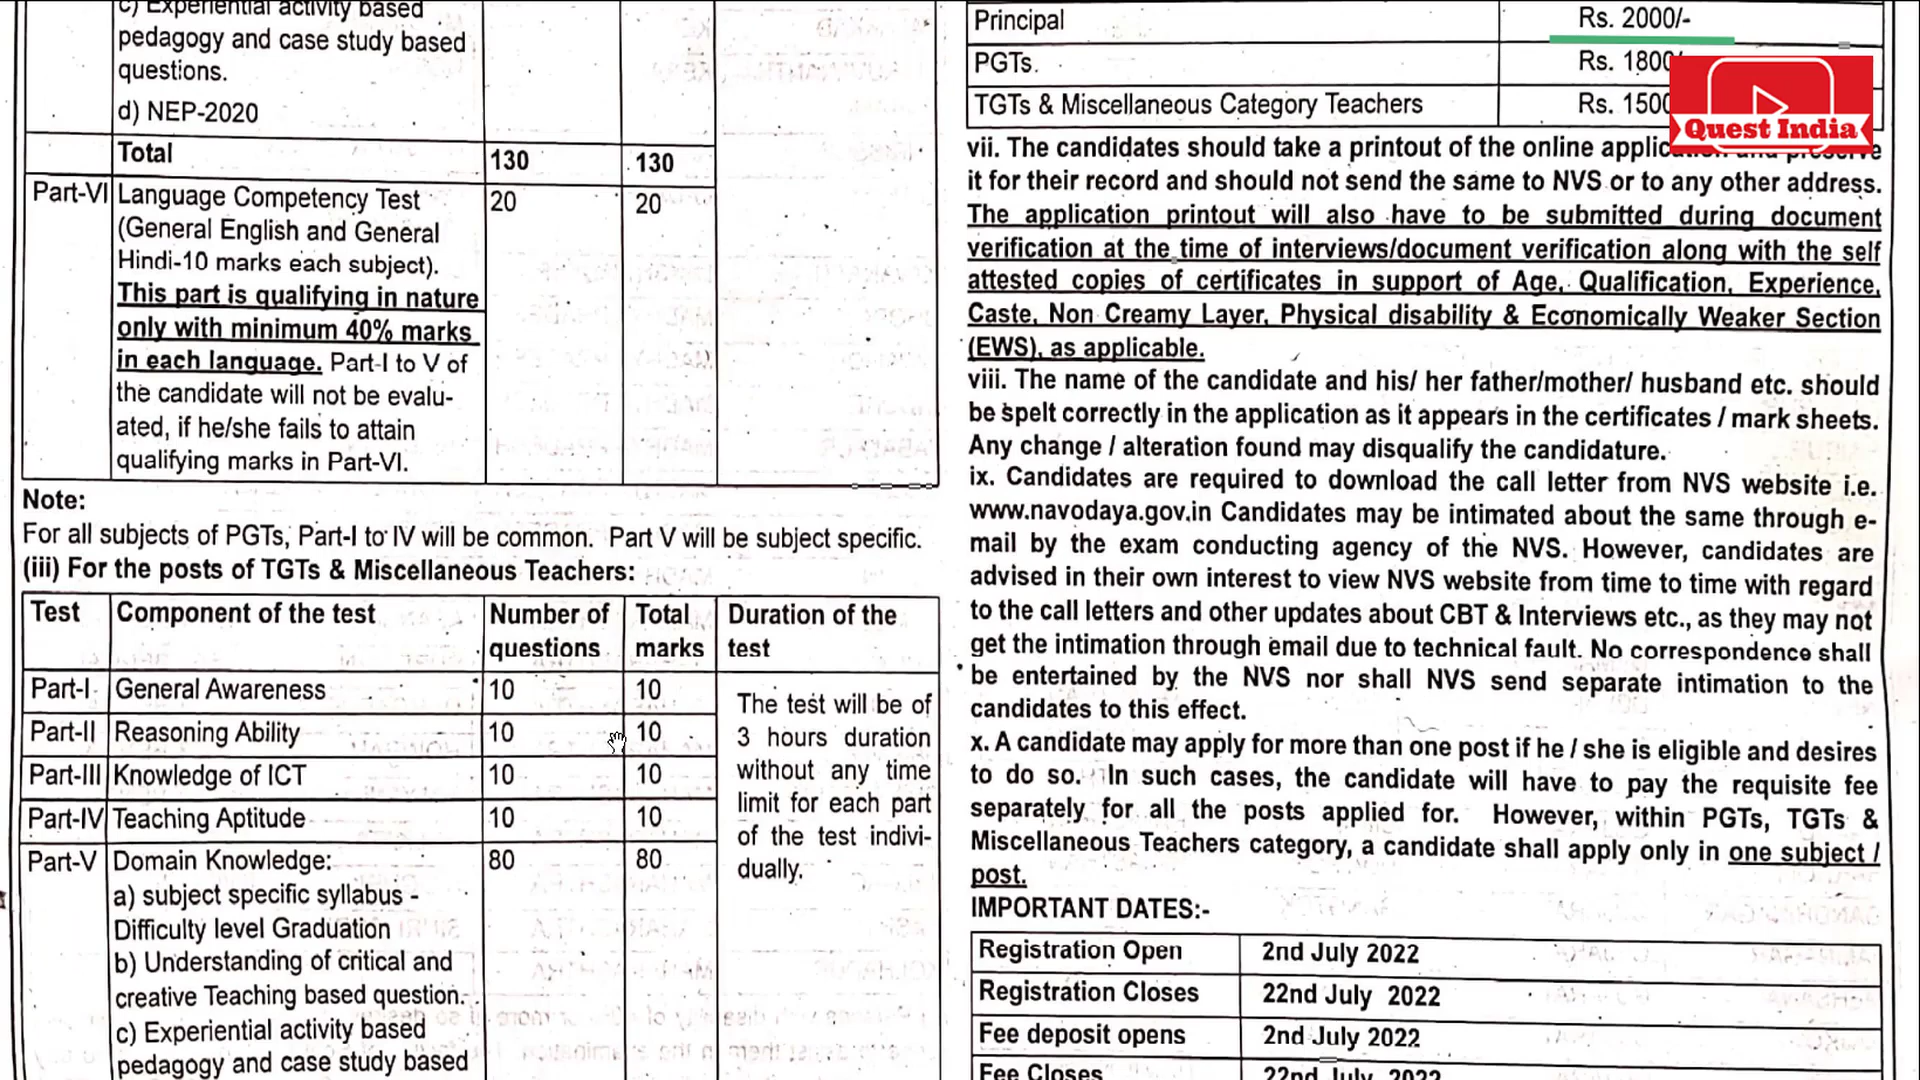 c) Experiential activity based
pedagogy and case study based
questions.
d) NEP-2020
Total 130 130
Part-VI Language Competency Test 20 20
(General English and General
Hindi-10 marks each subject).
This part is qualifying in nature
only with minimum 40% marks
in each language. Part-I to V of
the candidate will not be evalu-
ated, if he/she fails to attain
qualifying marks in Part-VI.
Note:
For all subjects of PGTs, Part-I to IV will be common. Part V will be subject specific.
(iii) For the posts of TGTs & Miscellaneous Teachers:
Test Component of the test Number of questions Total marks Duration of the test
Part-I General Awareness 10 10
Part-II Reasoning Ability 10 10
Part-III Knowledge of ICT 10 10
Part-IV Teaching Aptitude 10 10
Part-V Domain Knowledge: 80 80
a) subject specific syllabus -
Difficulty level Graduation
b) Understanding of critical and
creative Teaching based question.
c) Experiential activity based
pedagogy and case study based
The test will be of
3 hours duration
without any time
limit for each part
of the test indivi-
dually.
Principal Rs. 2000/-
PGTs. Rs. 1800/
TGTs & Miscellaneous Category Teachers Rs. 1500
Quest India
vii. The candidates should take a printout of the online applic and preserve
it for their record and should not send the same to NVS or to any other address.
The application printout will also have to be submitted during document
verification at the time of interviews/document verification along with the self
attested copies of certificates in support of Age, Qualification, Experience,
Caste, Non Creamy Layer, Physical disability & Economically Weaker Section
(EWS), as applicable.
viii. The name of the candidate and his/ her father/mother/ husband etc. should
be spelt correctly in the application as it appears in the certificates / mark sheets.
Any change / alteration found may disqualify the candidature.
ix. Candidates are required to download the call letter from NVS website i.e.
www.navodaya.gov.in Candidates may be intimated about the same through e-
mail by the exam conducting agency of the NVS. However, candidates are
advised in their own interest to view NVS website from time to time with regard
to the call letters and other updates about CBT & Interviews etc., as they may not
get the intimation through email due to technical fault. No correspondence shall
be entertained by the NVS nor shall NVS send separate intimation to the
candidates to this effect.
x. A candidate may apply for more than one post if he / she is eligible and desires
to do so. In such cases, the candidate will have to pay the requisite fee
separately for all the posts applied for. However, within PGTs, TGTs &
Miscellaneous Teachers category, a candidate shall apply only in one subject /
post.
IMPORTANT DATES:-
Registration Open 2nd July 2022
Registration Closes 22nd July 2022
Fee deposit opens 2nd July 2022
Fee Closes 22nd July 2022